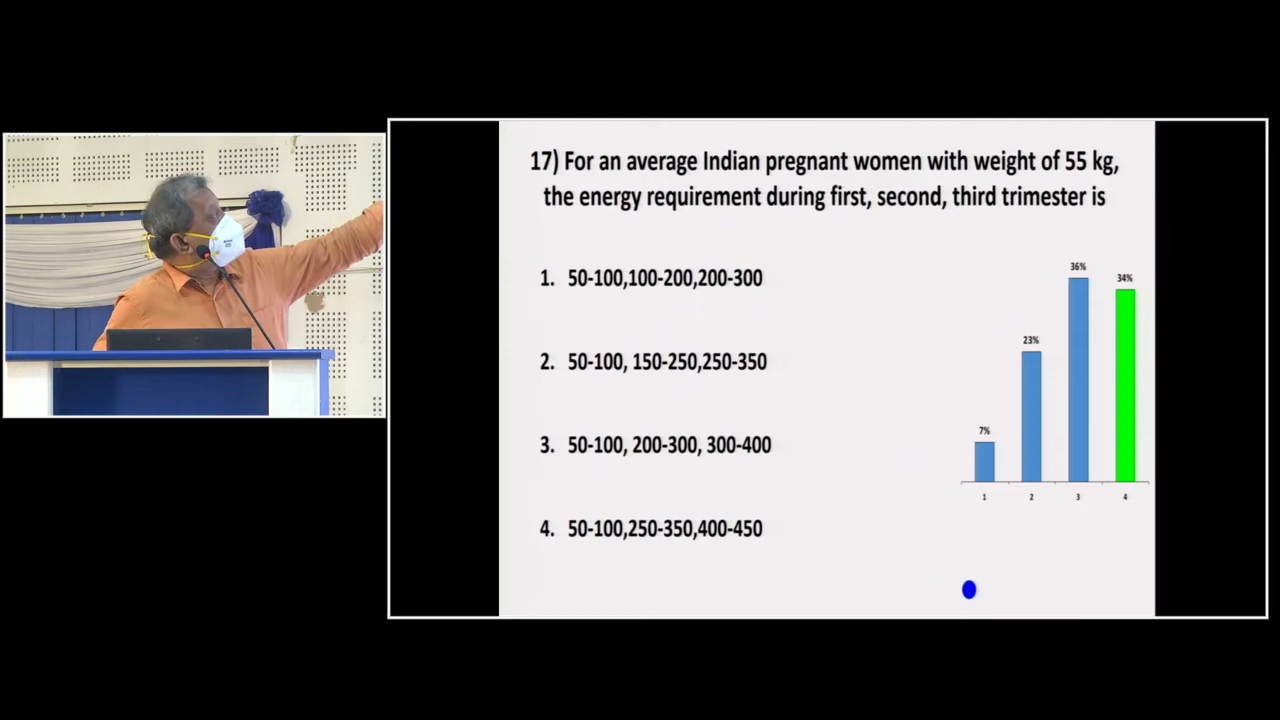 17) For an average Indian pregnant women with weight of 55 kg,
the energy requirement during first, second, third trimester is
1. 50-100,100-200,200-300
2. 50-100, 150-250,250-350
3. 50-100, 200-300, 300-400
4. 50-100,250-350,400-450
7%
23%
36%
34%
1
2
3
4